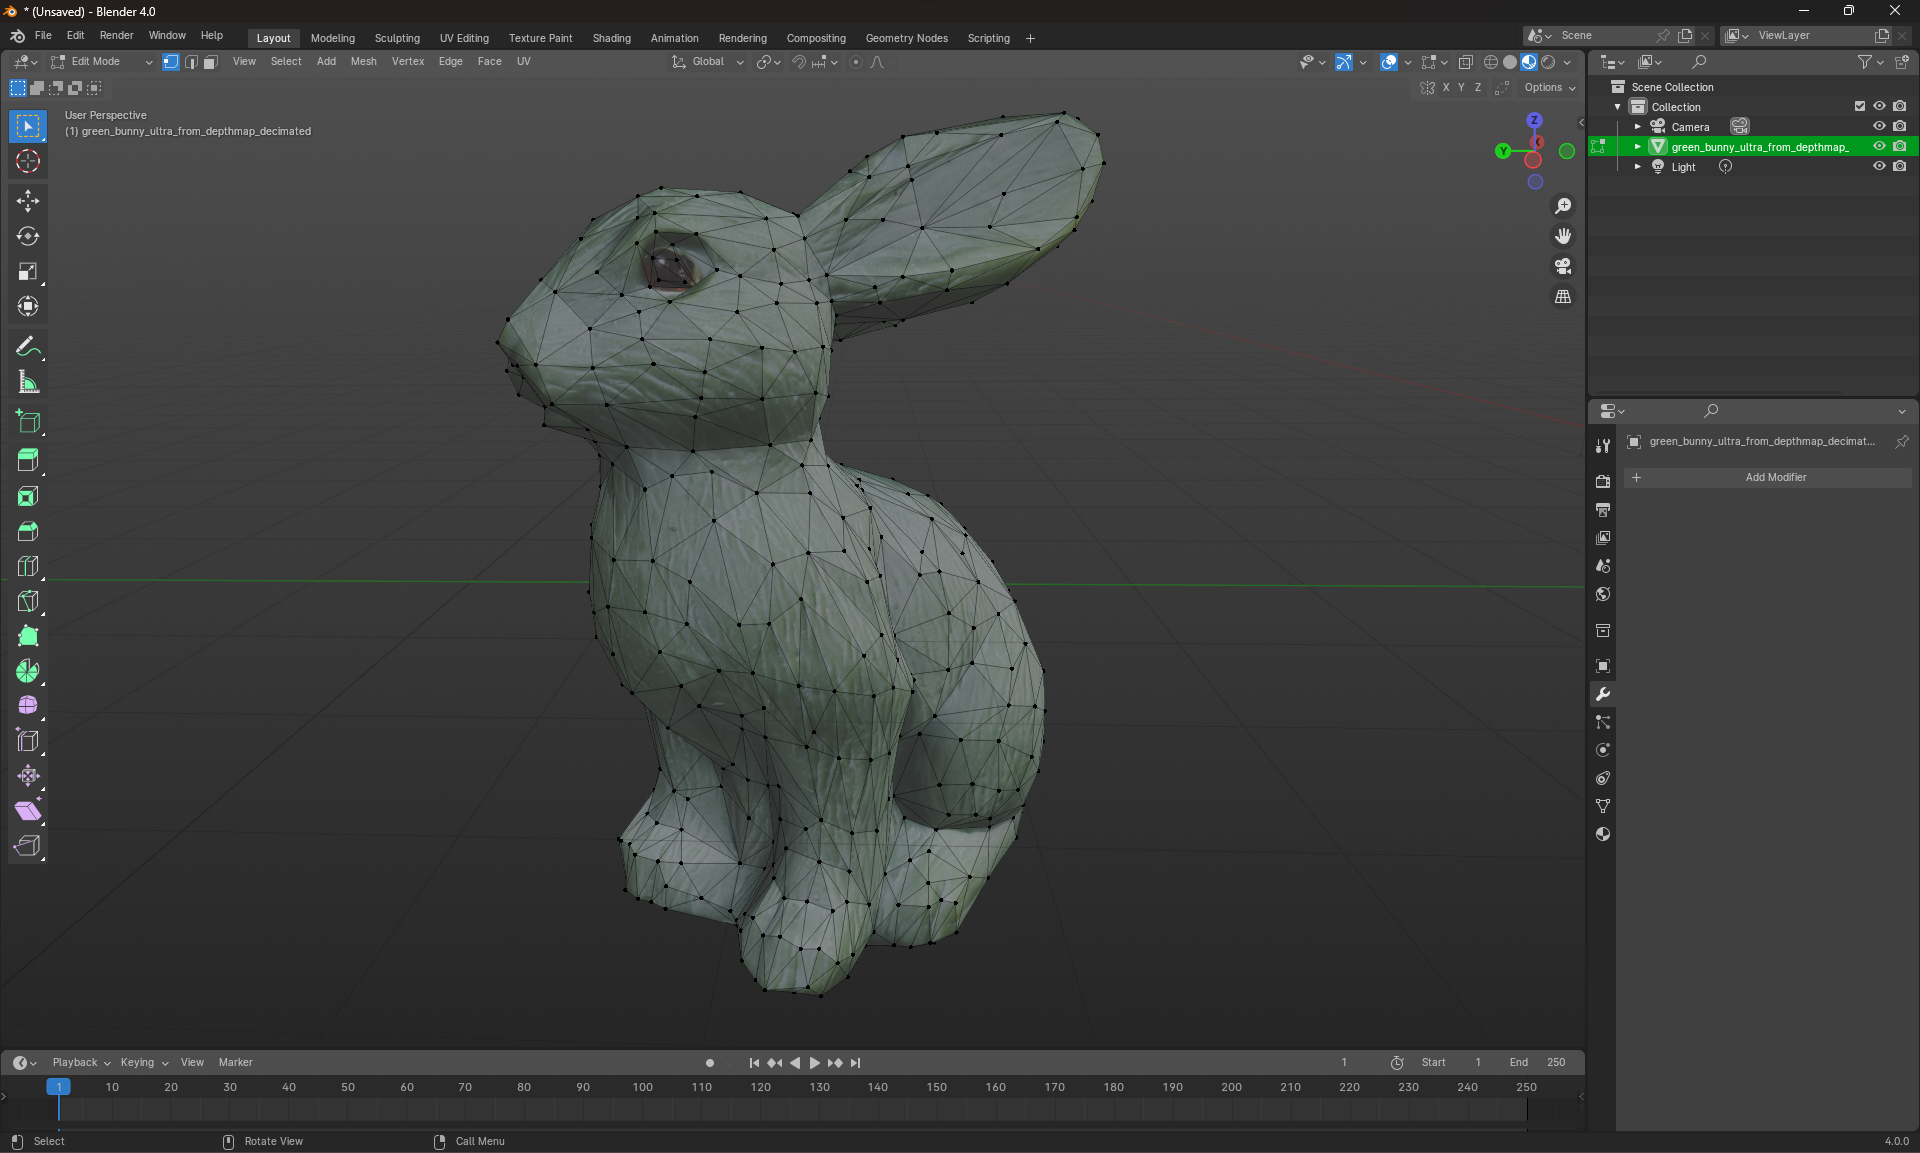 * (Unsaved) - Blender 4.0
File Edit Render Window Help Layout Modeling Sculpting UV Editing Texture Paint Shading Animation Rendering Compositing Geometry Nodes Scripting + Scene ViewLayer
Edit Mode View Select Add Mesh Vertex Edge Face UV Global
X Y Z Options
User Perspective
(1) green_bunny_ultra_from_depthmap_decimated
Z
X
Y
Scene Collection
Collection
Camera
green_bunny_ultra_from_depthmap_
Light
green_bunny_ultra_from_depthmap_decimat...
+ Add Modifier
Playback Keying View Marker 1 Start 1 End 250
1 10 20 30 40 50 60 70 80 90 100 110 120 130 140 150 160 170 180 190 200 210 220 230 240 250
Select Rotate View Call Menu 4.0.0